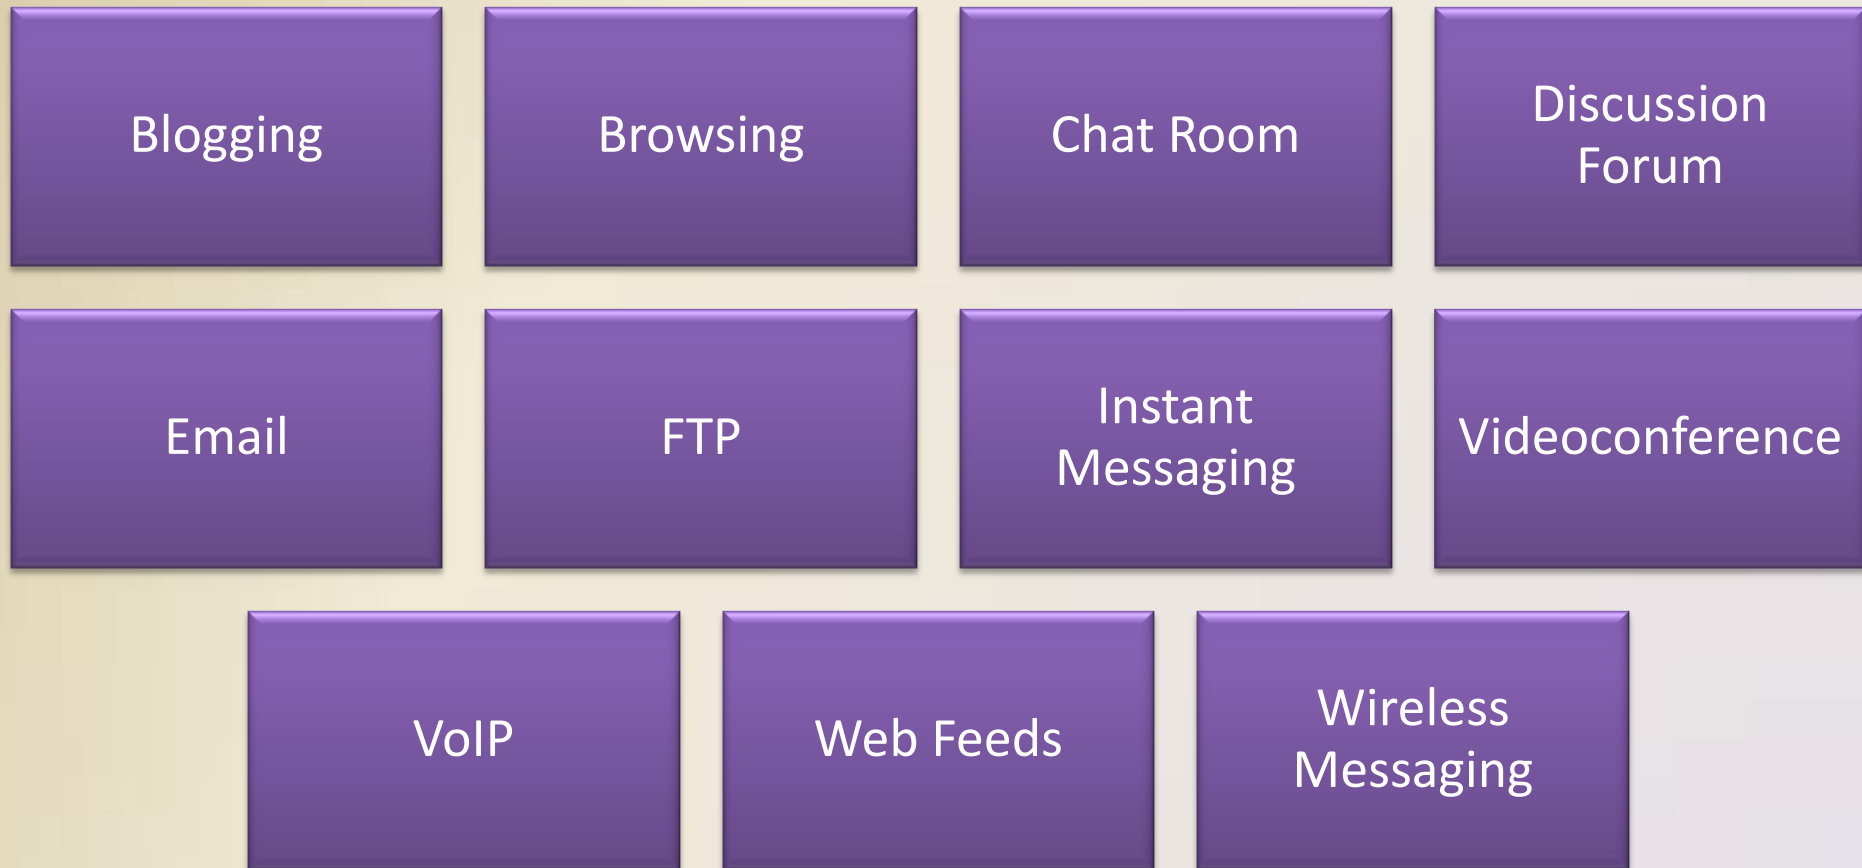 Blogging
Browsing
Chat Room
Discussion
Forum
Email
FTP
Instant
Messaging
Videoconference
VoIP
Web Feeds
Wireless
Messaging